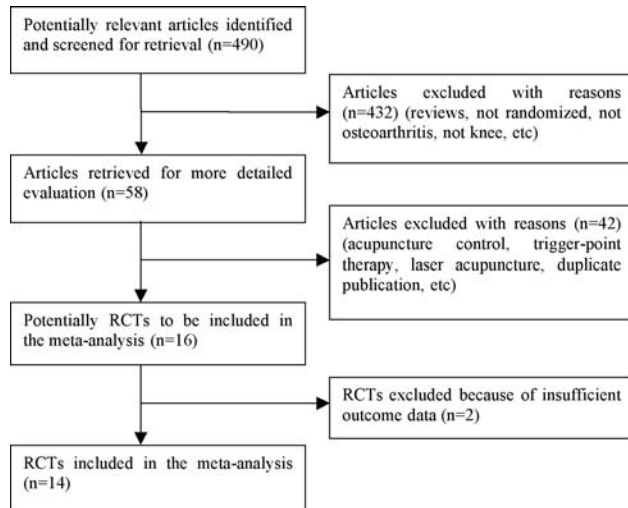 Potentially relevant articles identified
and screened for retrieval (n=490)
Articles excluded with reasons
(n=432) (reviews, not randomized, not
osteoarthritis, not knee, etc)
Articles retrieved for more detailed
evaluation (n=58)
Articles excluded with reasons (n=42)
(acupuncture control, trigger-point
therapy, laser acupuncture, duplicate
publication, etc)
Potentially RCTs to be included in
the meta-analysis (n=16)
RCTs excluded because of insufficient
outcome data (n=2)
RCTs included in the meta-analysis
(n=14)